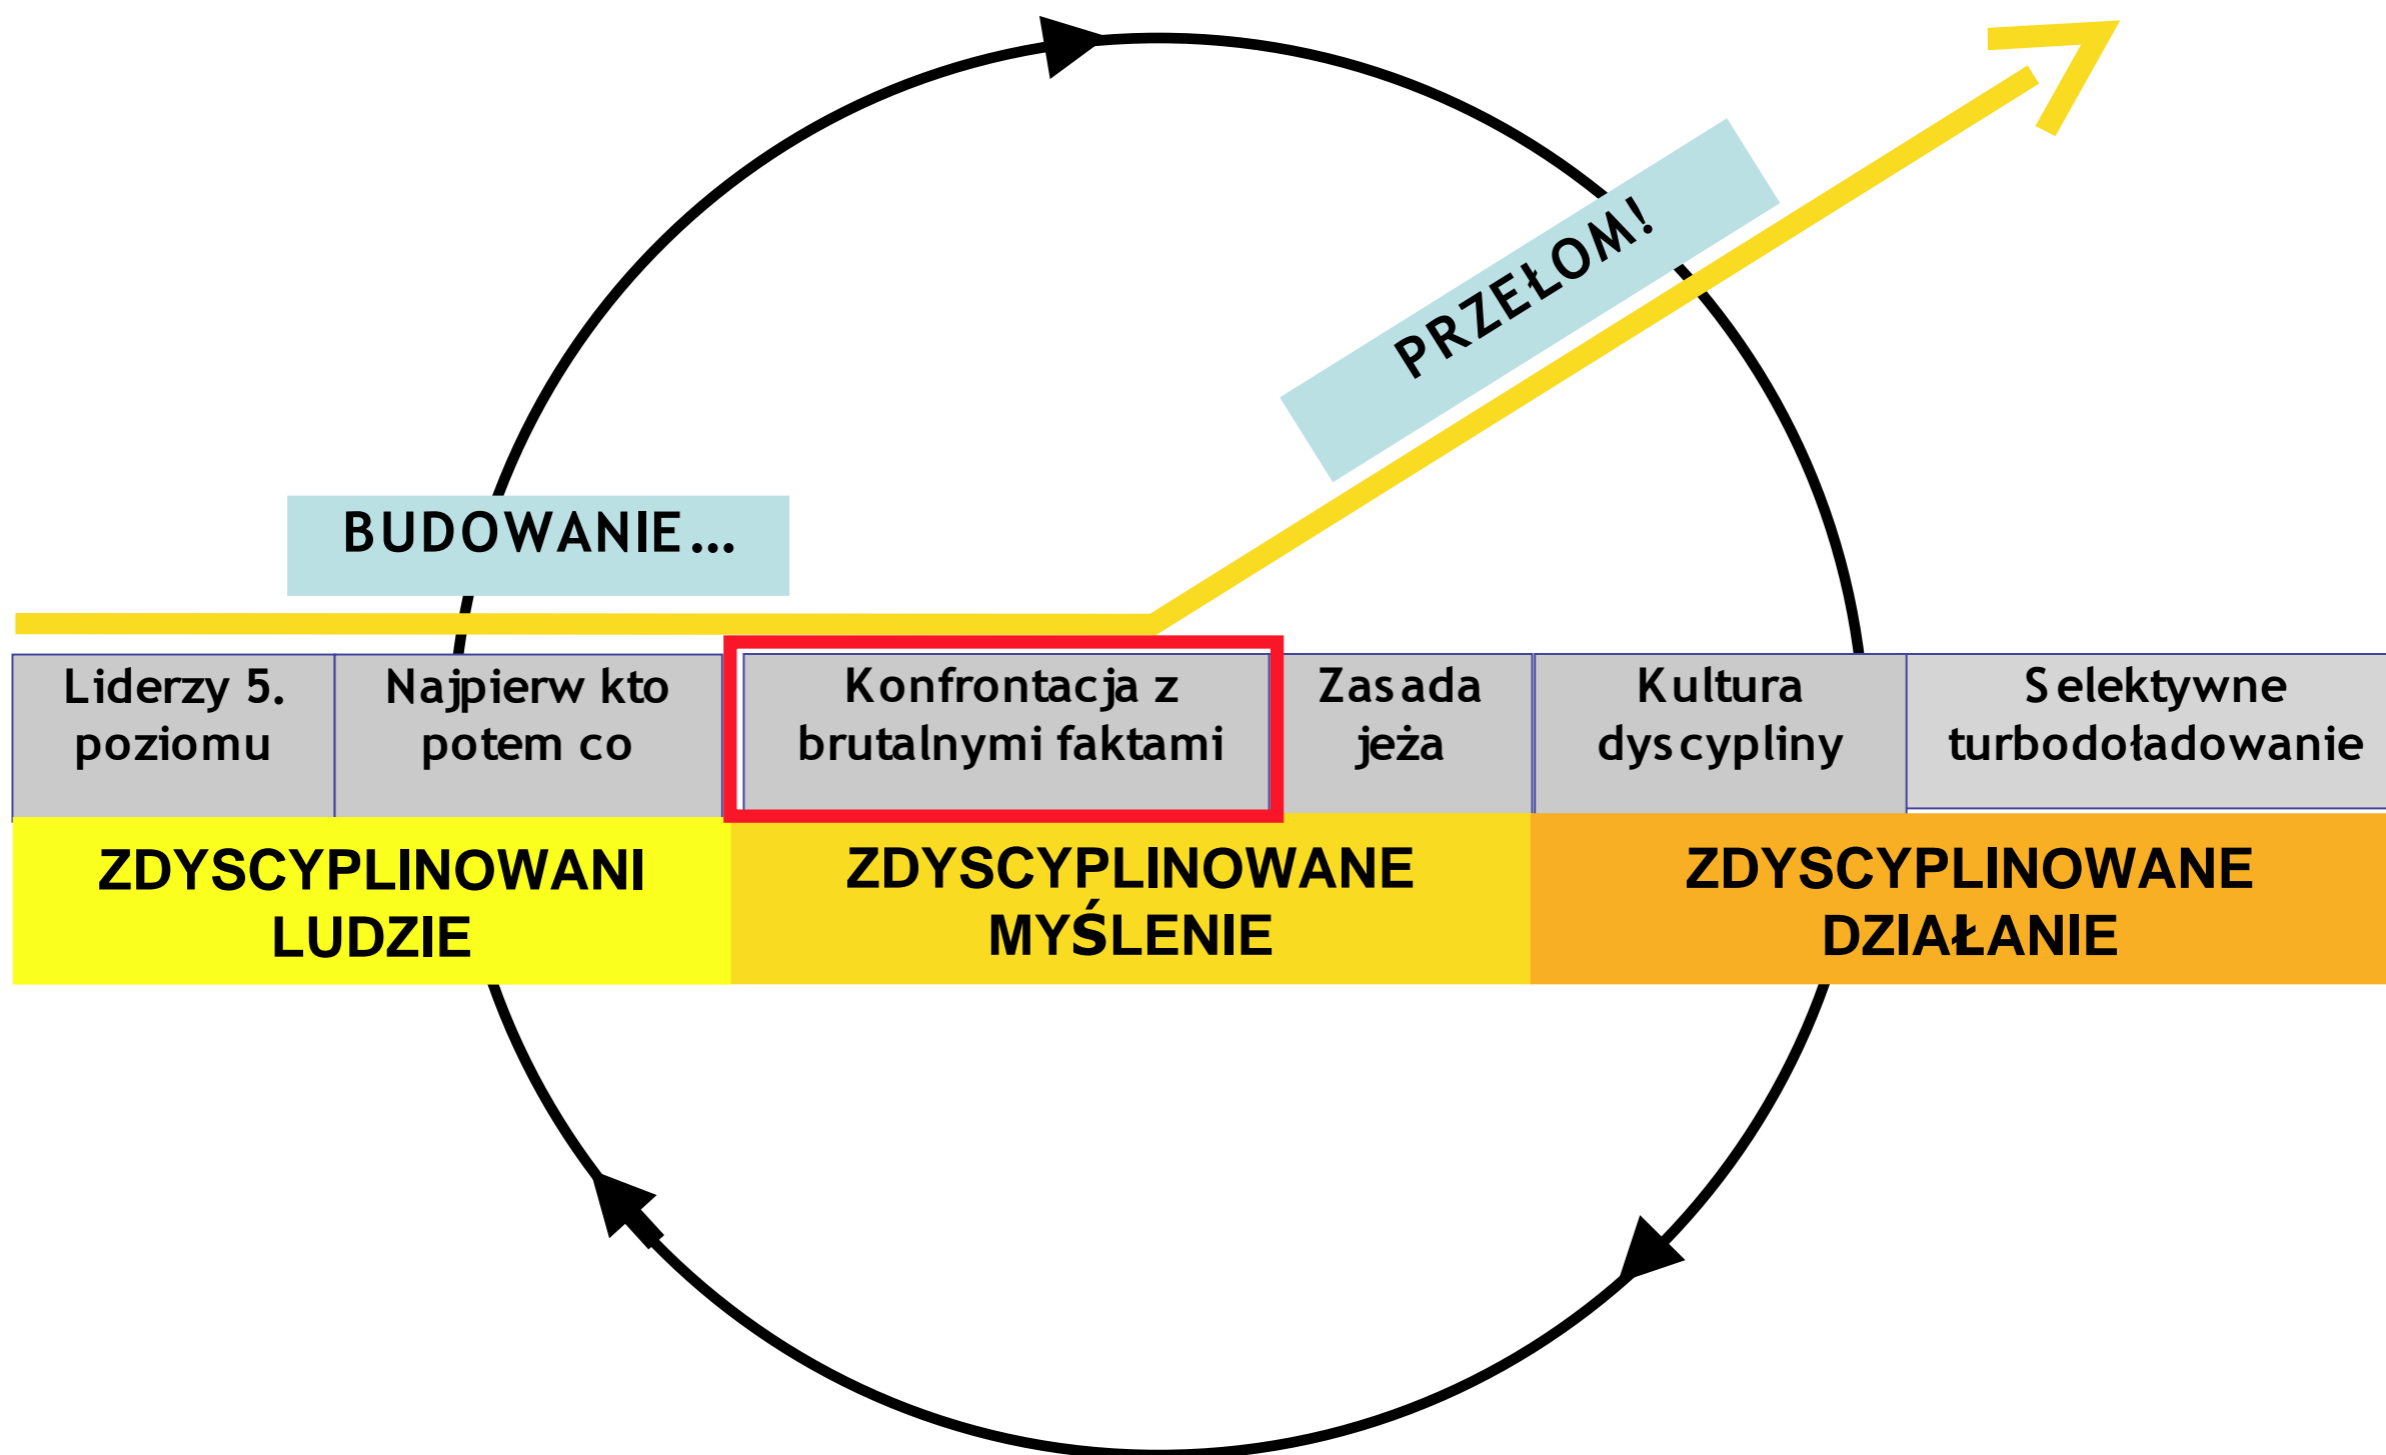 PRZEŁOM!
BUDOWANIE...
Liderzy 5.
poziomu
Najpierw kto
potem co
Konfrontacja z
brutalnymi faktami
Zasada
jeża
Kultura
dyscypliny
Selektywne
turbodoładowanie
ZDYSCYPLINOWANI
LUDZIE
ZDYSCYPLINOWANE
MYŚLENIE
ZDYSCYPLINOWANE
DZIAŁANIE